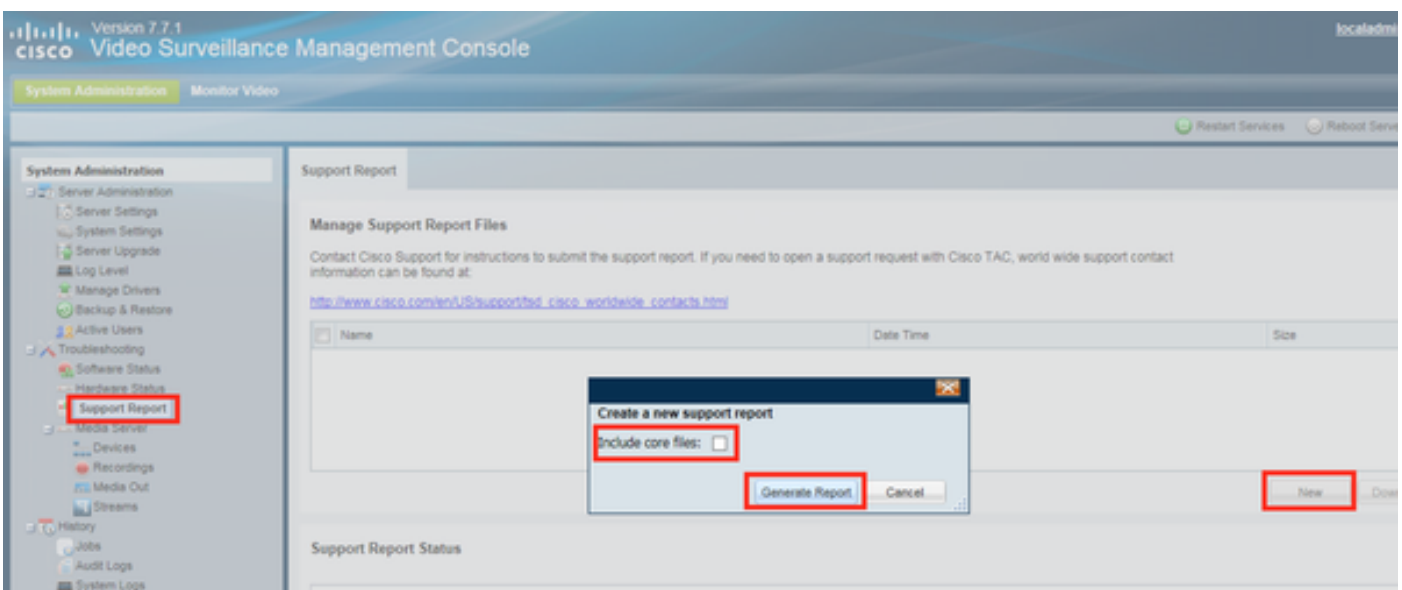 Version 7.7.1
localadmi
CISCO Video Surveillance Management Console
System Administration Monitor Video
Restart Services Reboot Serve
System Administration
Server Administration
Server Settings
System Settings
Server Upgrade
Log Level
Manage Drivers
Backup & Restore
Active Users
Troubleshooting
Software Status
Hardware Status
Support Report
Media Server
Devices
Recordings
Media Out
Streams
History
Jobs
Audit Logs
System Logs
Support Report
Manage Support Report Files
Contact Cisco Support for instructions to submit the support report. If you need to open a support request with Cisco TAC, world wide support contact
information can be found at:
http://www.cisco.com/en/US/support/tsd_cisco_worldwide_contacts.html
Name Date Time Size
Create a new support report
Include core files:
Generate Report Cancel
New Down
Support Report Status